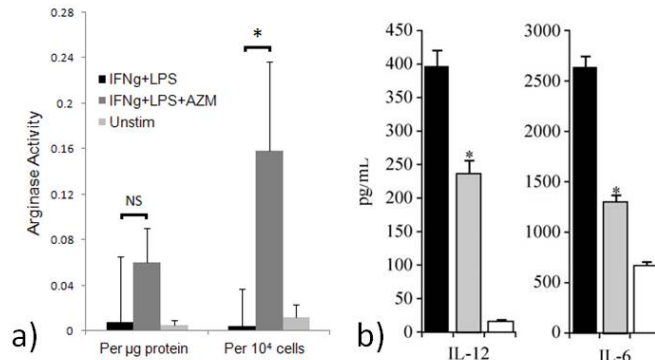 a)
Arginase Activity
0.28
0.24
0.2
0.16
0.12
0.08
0.04
0
IFNg+LPS
IFNg+LPS+AZM
Unstim
NS
*
Per µg protein
Per 10⁴ cells
b)
pg/mL
450
400
350
300
250
200
150
100
50
00
*
IL-12
3000
2500
2000
1500
1000
500
0
*
IL-6